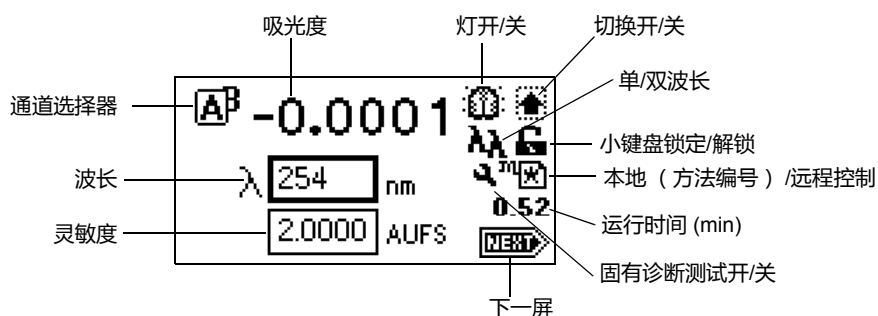 吸光度
灯开/关
切换开/关
单/双波长
通道选择器
AB
-0.0001
小键盘锁定/解锁
λλ
m
本地（方法编号）/远程控制
波长
λ 254 nm
0.52
运行时间 (min)
灵敏度
2.0000 AUFS
NEXT
固有诊断测试开/关
下一屏